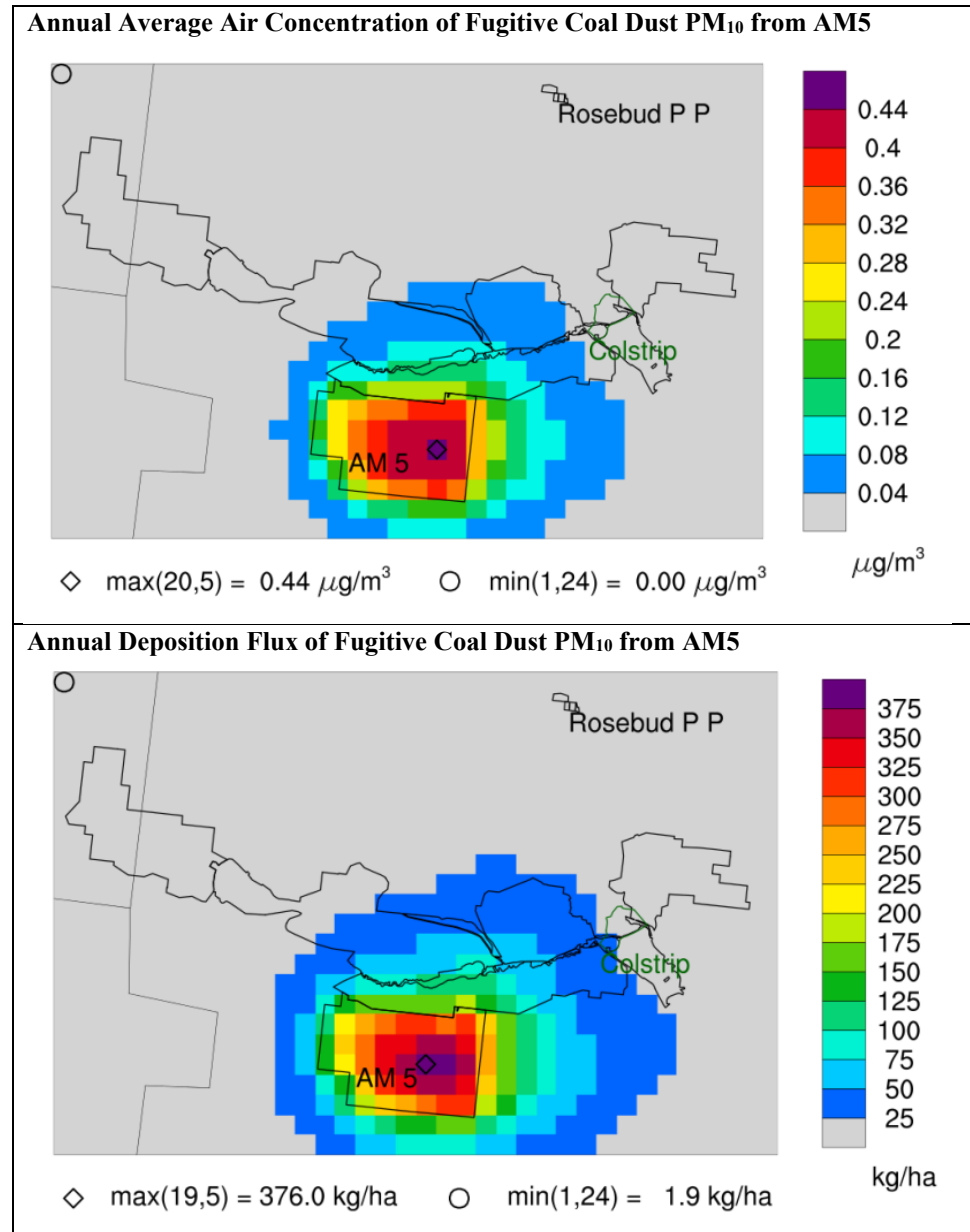 Annual Average Air Concentration of Fugitive Coal Dust PM₁₀ from AM5
Rosebud P P
Colstrip
AM 5
0.44
0.4
0.36
0.32
0.28
0.24
0.2
0.16
0.12
0.08
0.04
μg/m³
max(20,5) = 0.44 μg/m³ min(1,24) = 0.00 μg/m³
Annual Deposition Flux of Fugitive Coal Dust PM₁₀ from AM5
Rosebud P P
Colstrip
AM 5
375
350
325
300
275
250
225
200
175
150
125
100
75
50
25
kg/ha
max(19,5) = 376.0 kg/ha min(1,24) = 1.9 kg/ha